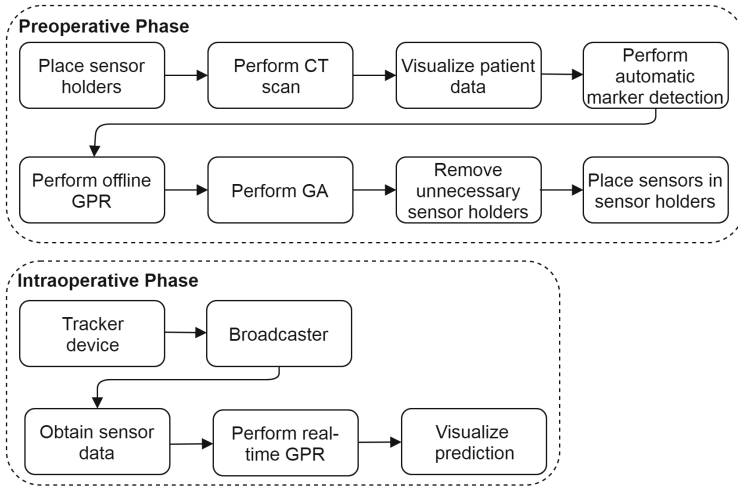 Preoperative Phase
Place sensor
holders
Perform CT
scan
Visualize patient
data
Perform
automatic
marker detection
Perform offline
GPR
Perform GA
Remove
unnecessary
sensor holders
Place sensors in
sensor holders
Intraoperative Phase
Tracker
device
Broadcaster
Obtain sensor
data
Perform real-
time GPR
Visualize
prediction